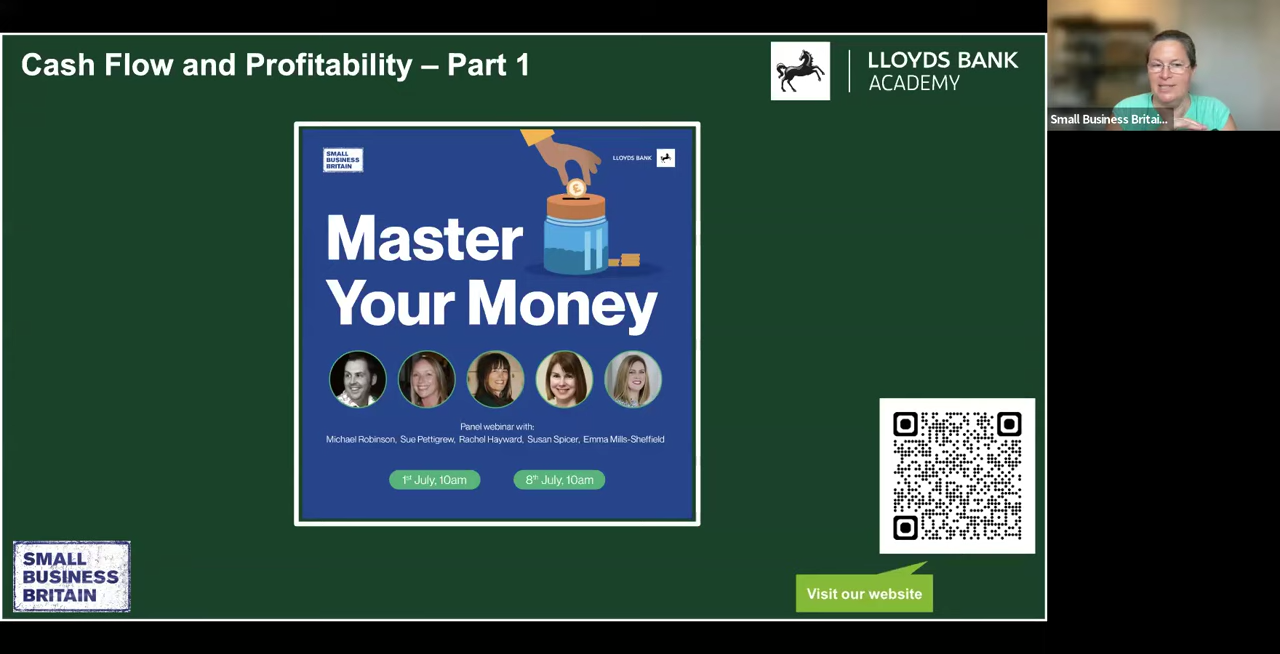 Cash Flow and Profitability – Part 1
LLOYDS BANK
ACADEMY
Small Business Britai...
SMALL
BUSINESS
BRITAIN
LLOYDS BANK
Master
Your Money
£
Panel webinar with:
Michael Robinson, Sue Pettigrew, Rachel Hayward, Susan Spicer, Emma Mills-Sheffield
1st July, 10am
8th July, 10am
SMALL
BUSINESS
BRITAIN
Visit our website